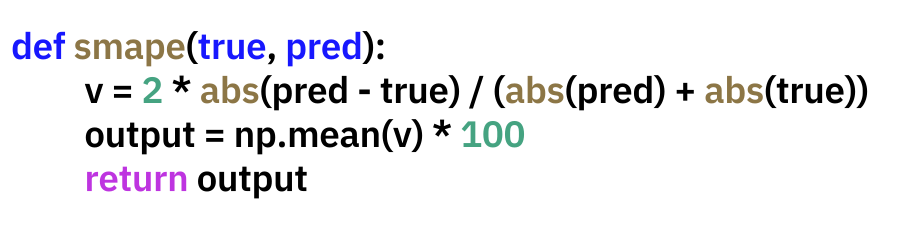 def smape(true, pred):
v = 2 * abs(pred - true) / (abs(pred) + abs(true))
output = np.mean(v) * 100
return output